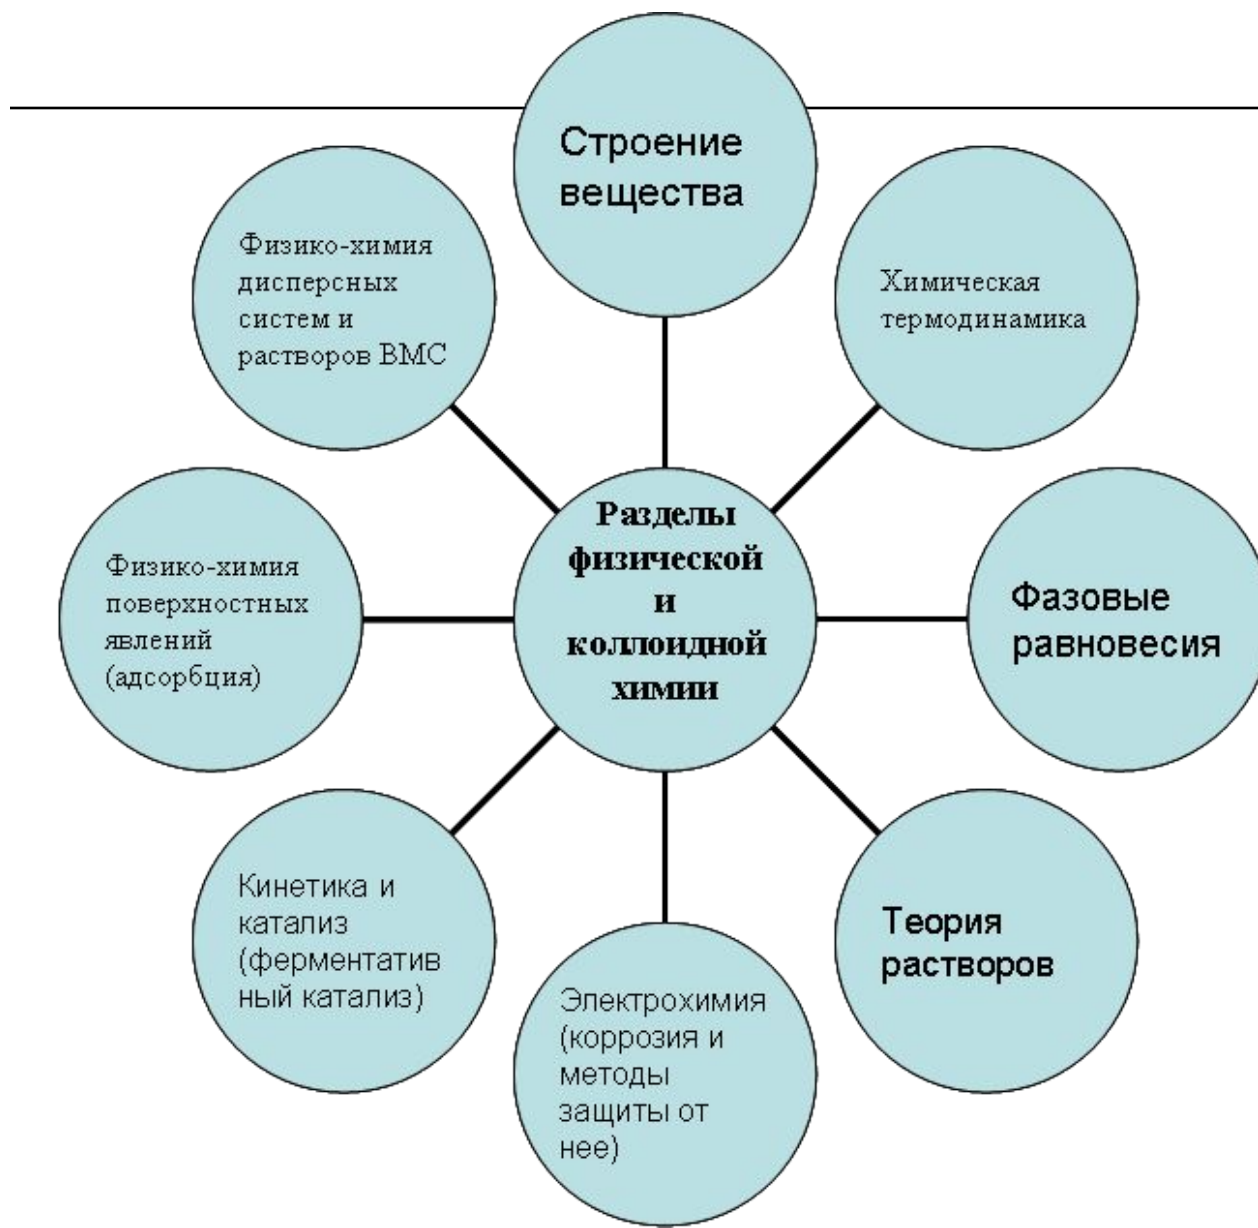 Строение
вещества
Физико-химия
дисперсных
систем и
растворов ВМС
Химическая
термодинамика
Разделы
физической
и
коллоидной
химии
Физико-химия
поверхностных
явлений
(адсорбция)
Фазовые
равновесия
Кинетика и
катализ
(ферментатив
ный катализ)
Теория
растворов
Электрохимия
(коррозия и
методы
защиты от
нее)